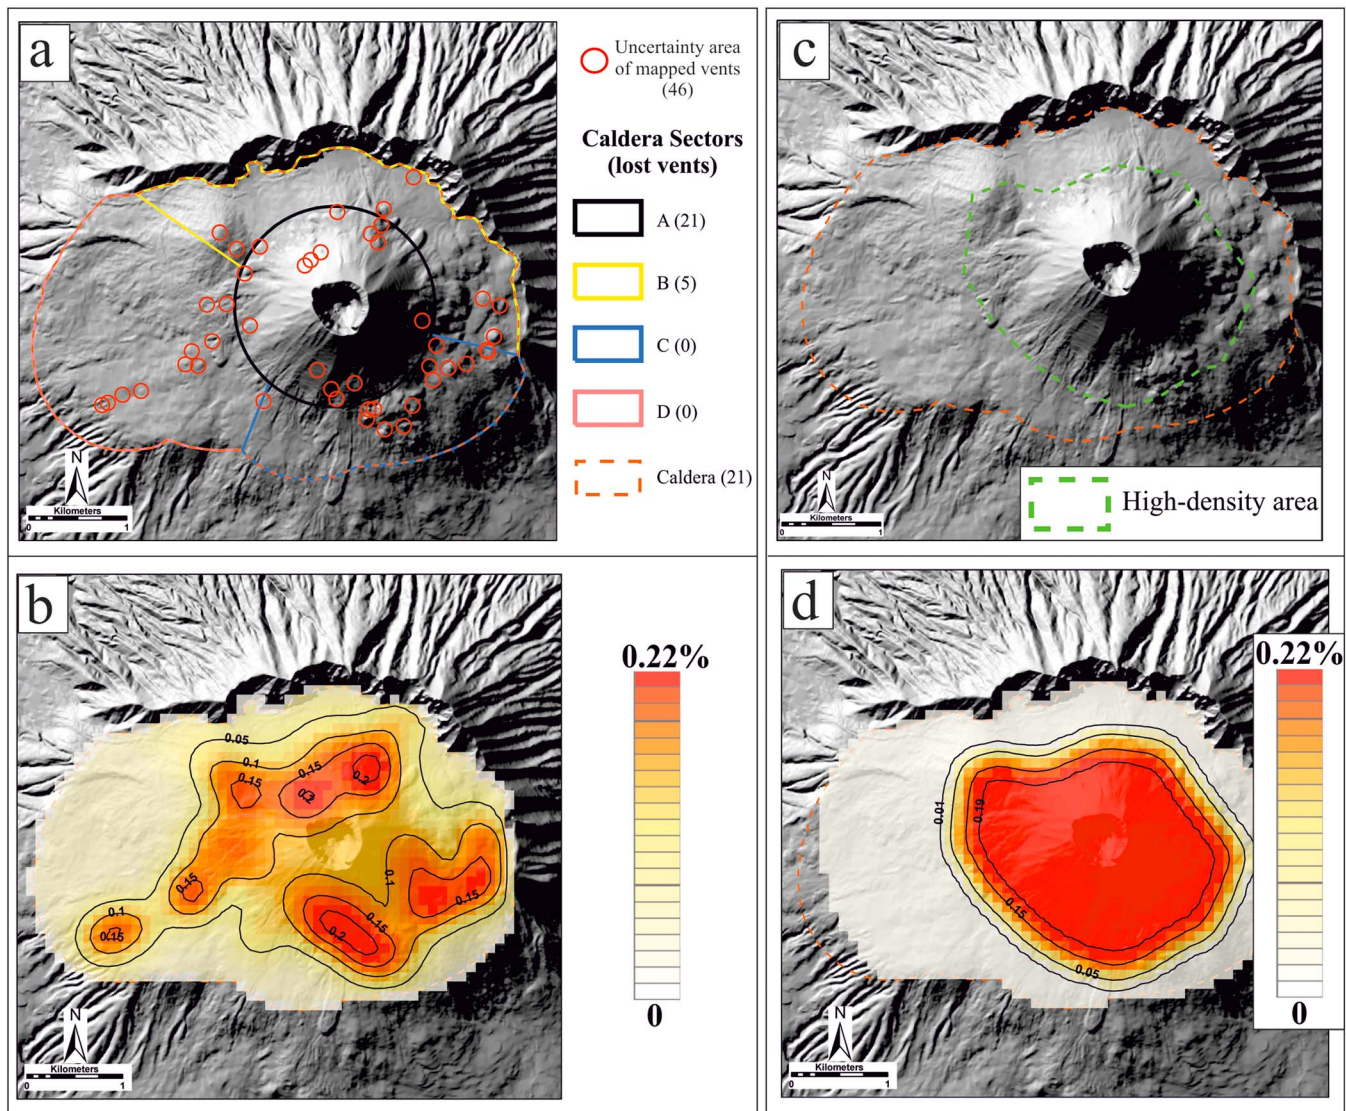 a
Uncertainty area
of mapped vents
(46)
Caldera Sectors
(lost vents)
A (21)
B (5)
C (0)
D (0)
Caldera (21)
N
Kilometers
0 1
c
N
Kilometers
0 1
High-density area
b
0.22%
0
0.05
0.1
0.15
0.15
0.2
0.2
0.15
0.1
0.1
0.15
0.15
0.15
0.2
N
Kilometers
0 1
d
0.22%
0
0.01
0.19
0.15
0.05
N
Kilometers
0 1